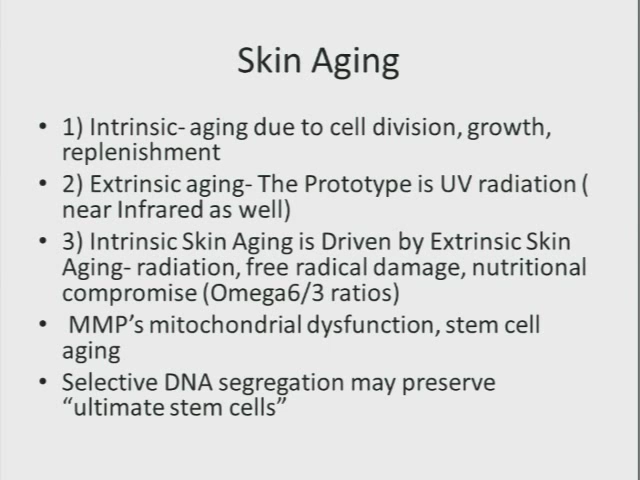 Skin Aging
• 1) Intrinsic- aging due to cell division, growth,
replenishment
• 2) Extrinsic aging- The Prototype is UV radiation (
near Infrared as well)
• 3) Intrinsic Skin Aging is Driven by Extrinsic Skin
Aging- radiation, free radical damage, nutritional
compromise (Omega6/3 ratios)
• MMP’s mitochondrial dysfunction, stem cell
aging
• Selective DNA segregation may preserve
“ultimate stem cells”